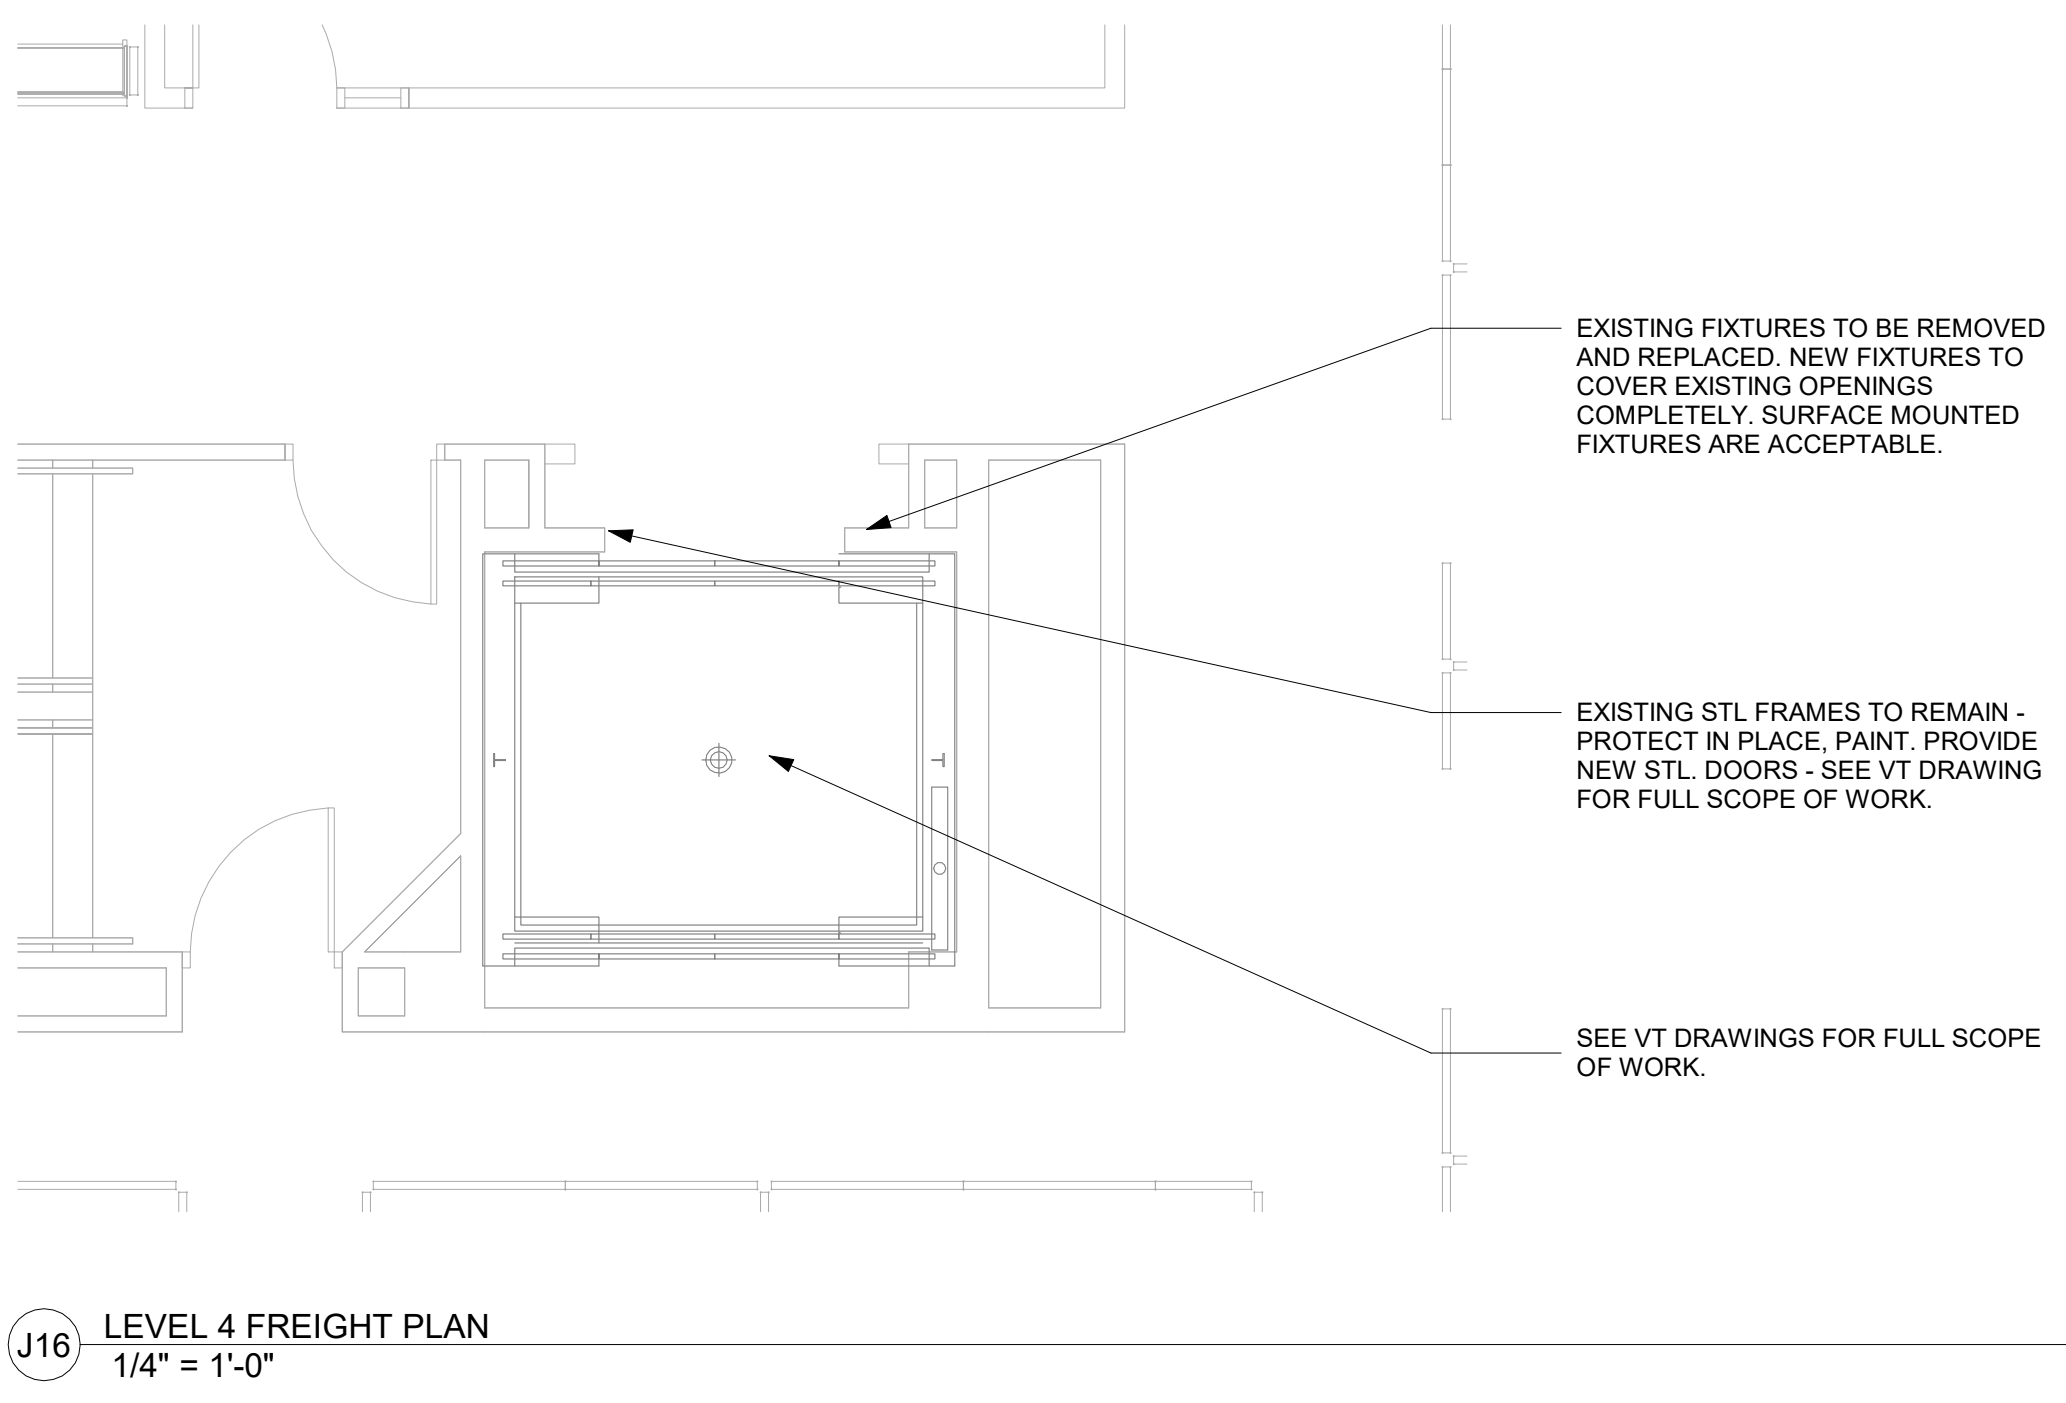 EXISTING FIXTURES TO BE REMOVED
AND REPLACED. NEW FIXTURES TO
COVER EXISTING OPENINGS
COMPLETELY. SURFACE MOUNTED
FIXTURES ARE ACCEPTABLE.
EXISTING STL FRAMES TO REMAIN -
PROTECT IN PLACE, PAINT. PROVIDE
NEW STL. DOORS - SEE VT DRAWING
FOR FULL SCOPE OF WORK.
SEE VT DRAWINGS FOR FULL SCOPE
OF WORK.
J16
LEVEL 4 FREIGHT PLAN
1/4" = 1'-0"